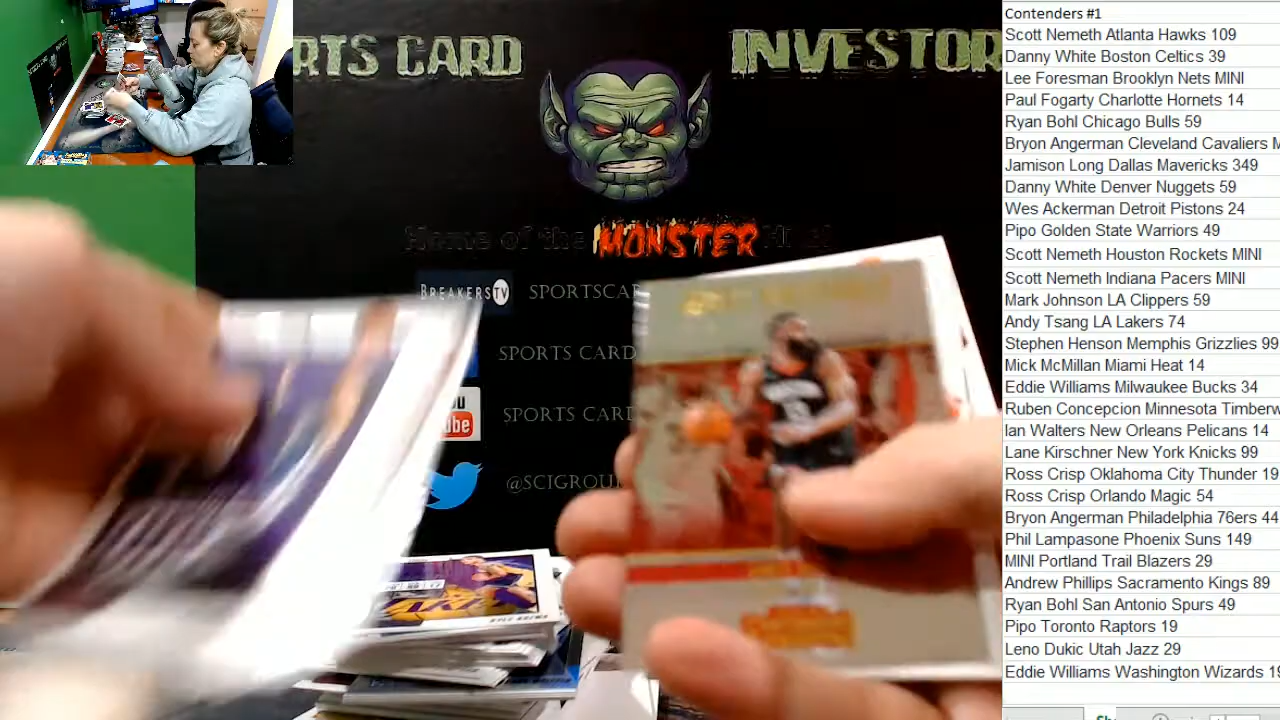 RTS CARD INVESTOR
Home of the MONSTER
BREAKERSTV SPORTSCAR
SPORTS CARD
SPORTS CARD
@SCIGROU
Contenders #1
Scott Nemeth Atlanta Hawks 109
Danny White Boston Celtics 39
Lee Foresman Brooklyn Nets MINI
Paul Fogarty Charlotte Hornets 14
Ryan Bohl Chicago Bulls 59
Bryon Angerman Cleveland Cavaliers M
Jamison Long Dallas Mavericks 349
Danny White Denver Nuggets 59
Wes Ackerman Detroit Pistons 24
Pipo Golden State Warriors 49
Scott Nemeth Houston Rockets MINI
Scott Nemeth Indiana Pacers MINI
Mark Johnson LA Clippers 59
Andy Tsang LA Lakers 74
Stephen Henson Memphis Grizzlies 99
Mick McMillan Miami Heat 14
Eddie Williams Milwaukee Bucks 34
Ruben Concepcion Minnesota Timberw
Ian Walters New Orleans Pelicans 14
Lane Kirschner New York Knicks 99
Ross Crisp Oklahoma City Thunder 19
Ross Crisp Orlando Magic 54
Bryon Angerman Philadelphia 76ers 44
Phil Lampasone Phoenix Suns 149
MINI Portland Trail Blazers 29
Andrew Phillips Sacramento Kings 89
Ryan Bohl San Antonio Spurs 49
Pipo Toronto Raptors 19
Leno Dukic Utah Jazz 29
Eddie Williams Washington Wizards 19